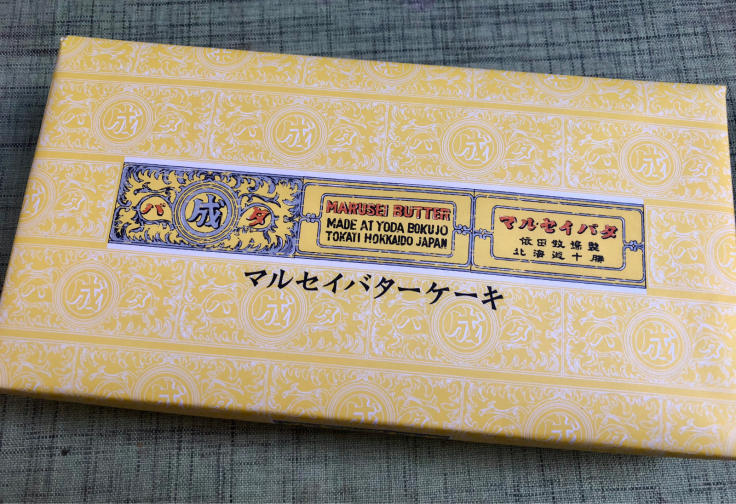 バ 成 タ
MARUSEI BUTTER
MADE AT YODA BOKUJO
TOKATI HOKKAIDO JAPAN
マルセイバタ
依田牧場製
北海道十勝
マルセイバターケーキ